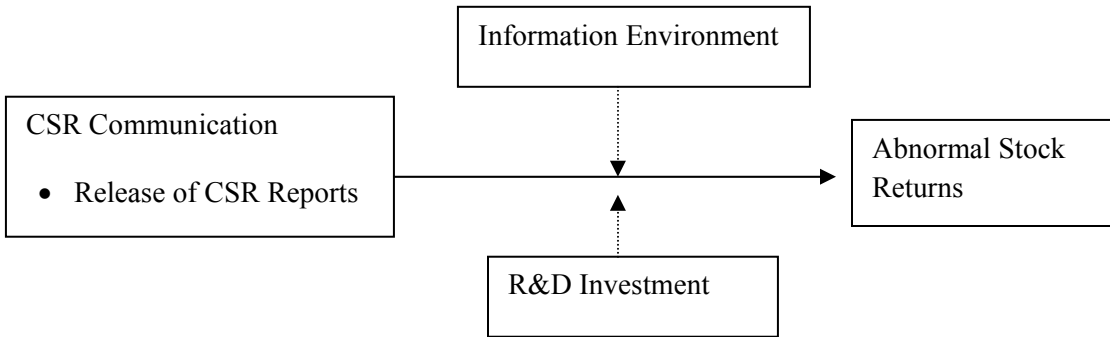 Information Environment
CSR Communication
• Release of CSR Reports
Abnormal Stock
Returns
R&D Investment